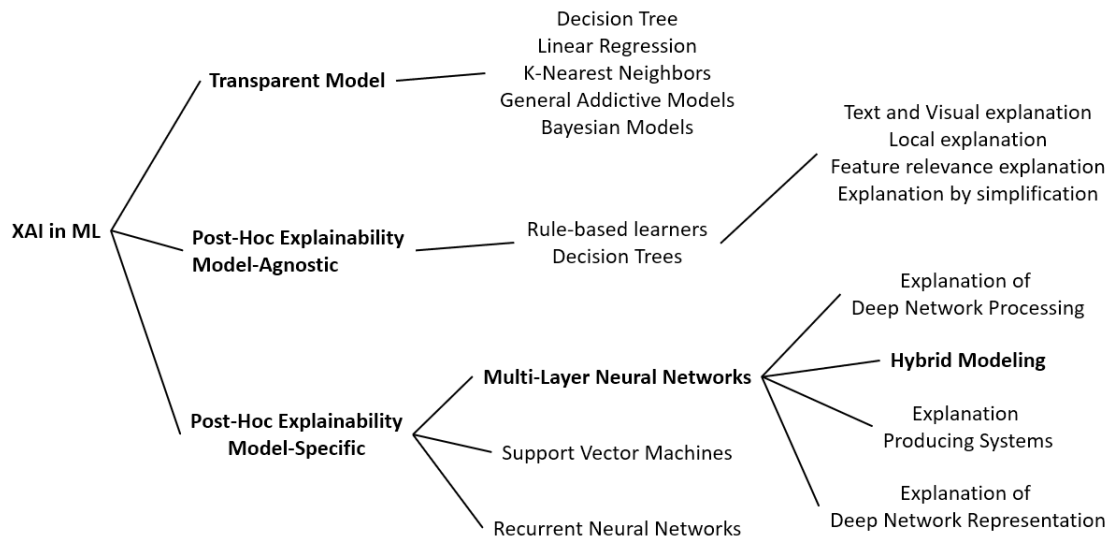 XAI in ML
Transparent Model
Decision Tree
Linear Regression
K-Nearest Neighbors
General Addictive Models
Bayesian Models
Post-Hoc Explainability
Model-Agnostic
Rule-based learners
Decision Trees
Text and Visual explanation
Local explanation
Feature relevance explanation
Explanation by simplification
Post-Hoc Explainability
Model-Specific
Multi-Layer Neural Networks
Explanation of
Deep Network Processing
Hybrid Modeling
Explanation
Producing Systems
Explanation of
Deep Network Representation
Support Vector Machines
Recurrent Neural Networks